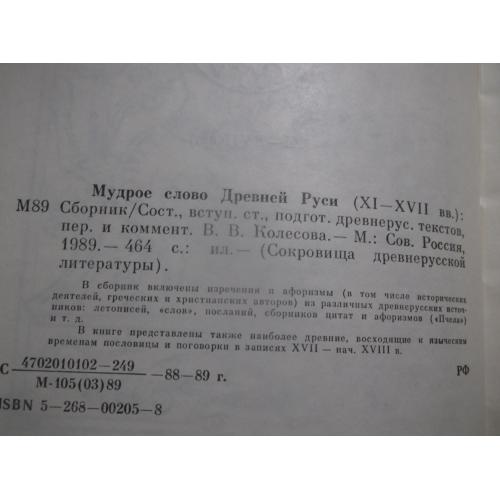 Мудрое слово Древней Руси (XI—XVII вв.):
М89 Сборник/Сост., вступ. ст., подгот. древнерус. текстов,
пер. и коммент. В. В. Колесова.— М.: Сов. Россия,
1989.— 464 с.: ил.— (Сокровища древнерусской
литературы).
В сборник включены изречения и афоризмы (в том числе исторических
деятелей, греческих и христианских авторов) из различных древнерусских источ-
ников: летописей, «слов», посланий, сборников цитат и афоризмов («Пчела»)
и т. д.
В книге представлены также наиболее древние, восходящие к языческим
временам пословицы и поговорки в записях XVII — нач. XVIII в.
С 4702010102—249
М-105(03)89 —88—89 г. РФ
ISBN 5—268—00205—8